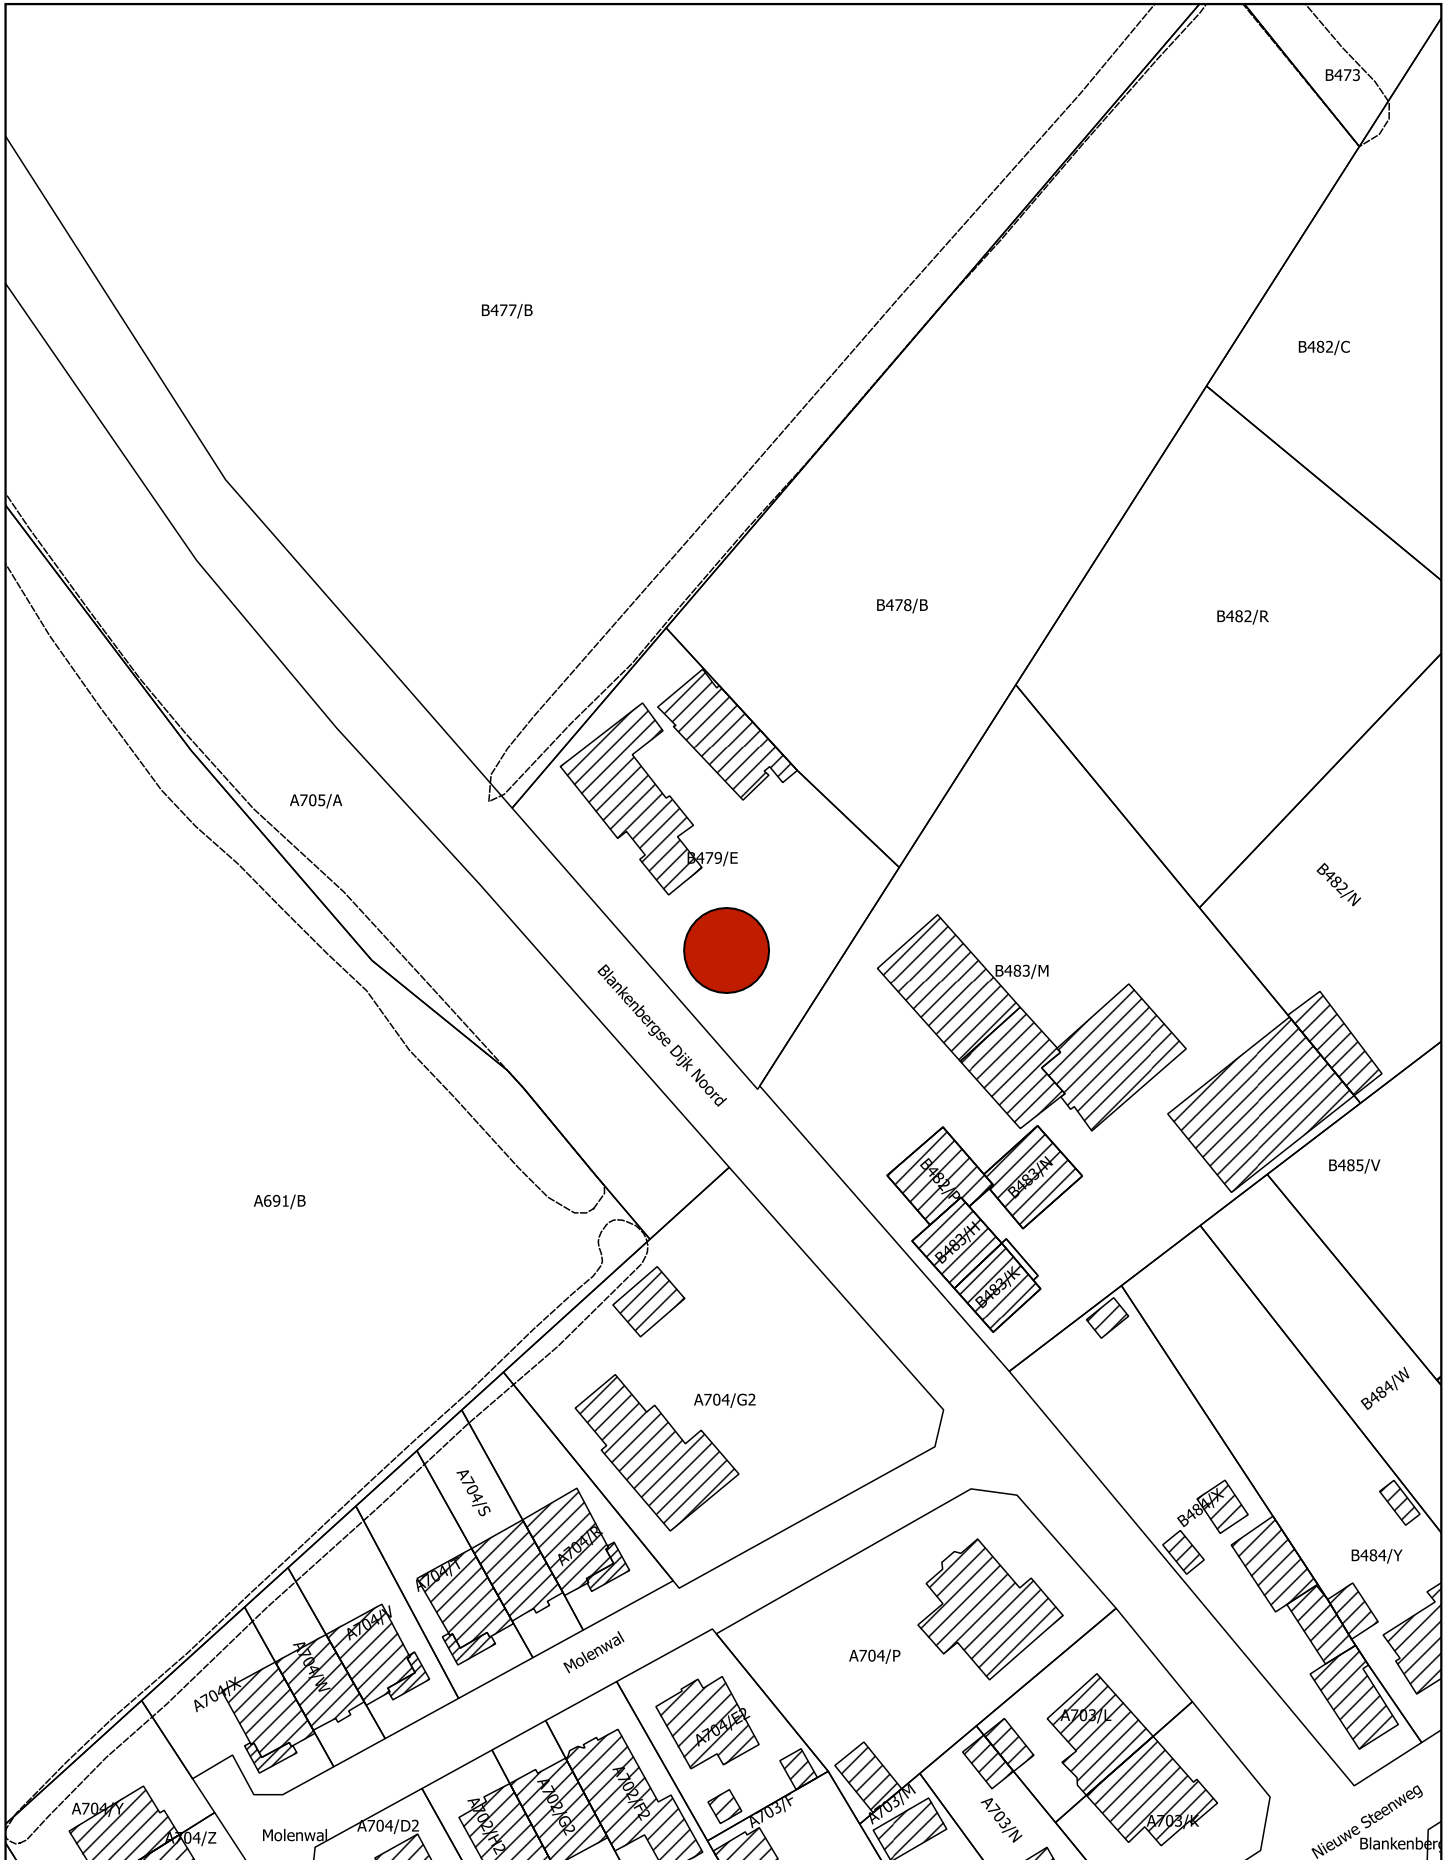 B473
B477/B
B482/C
B478/B
B482/R
A705/A
B479/E
B482/N
B483/M
Blankenbergse Dijk Noord
B485/V
B482/P
B483/N
A691/B
B483/H
B483/K
A704/G2
B484/W
A704/S
B484/X
A704/R
B484/Y
A704/T
A704/V
Molenwal
A704/P
A704/W
A704/X
A703/L
A704/E2
A702/F2
A702/G2
A703/M
A703/F
A704/Y
A702/H2
A703/N
A703/K
Nieuwe Steenweg
A704/D2
Molenwal
A704/Z
Blankenberg